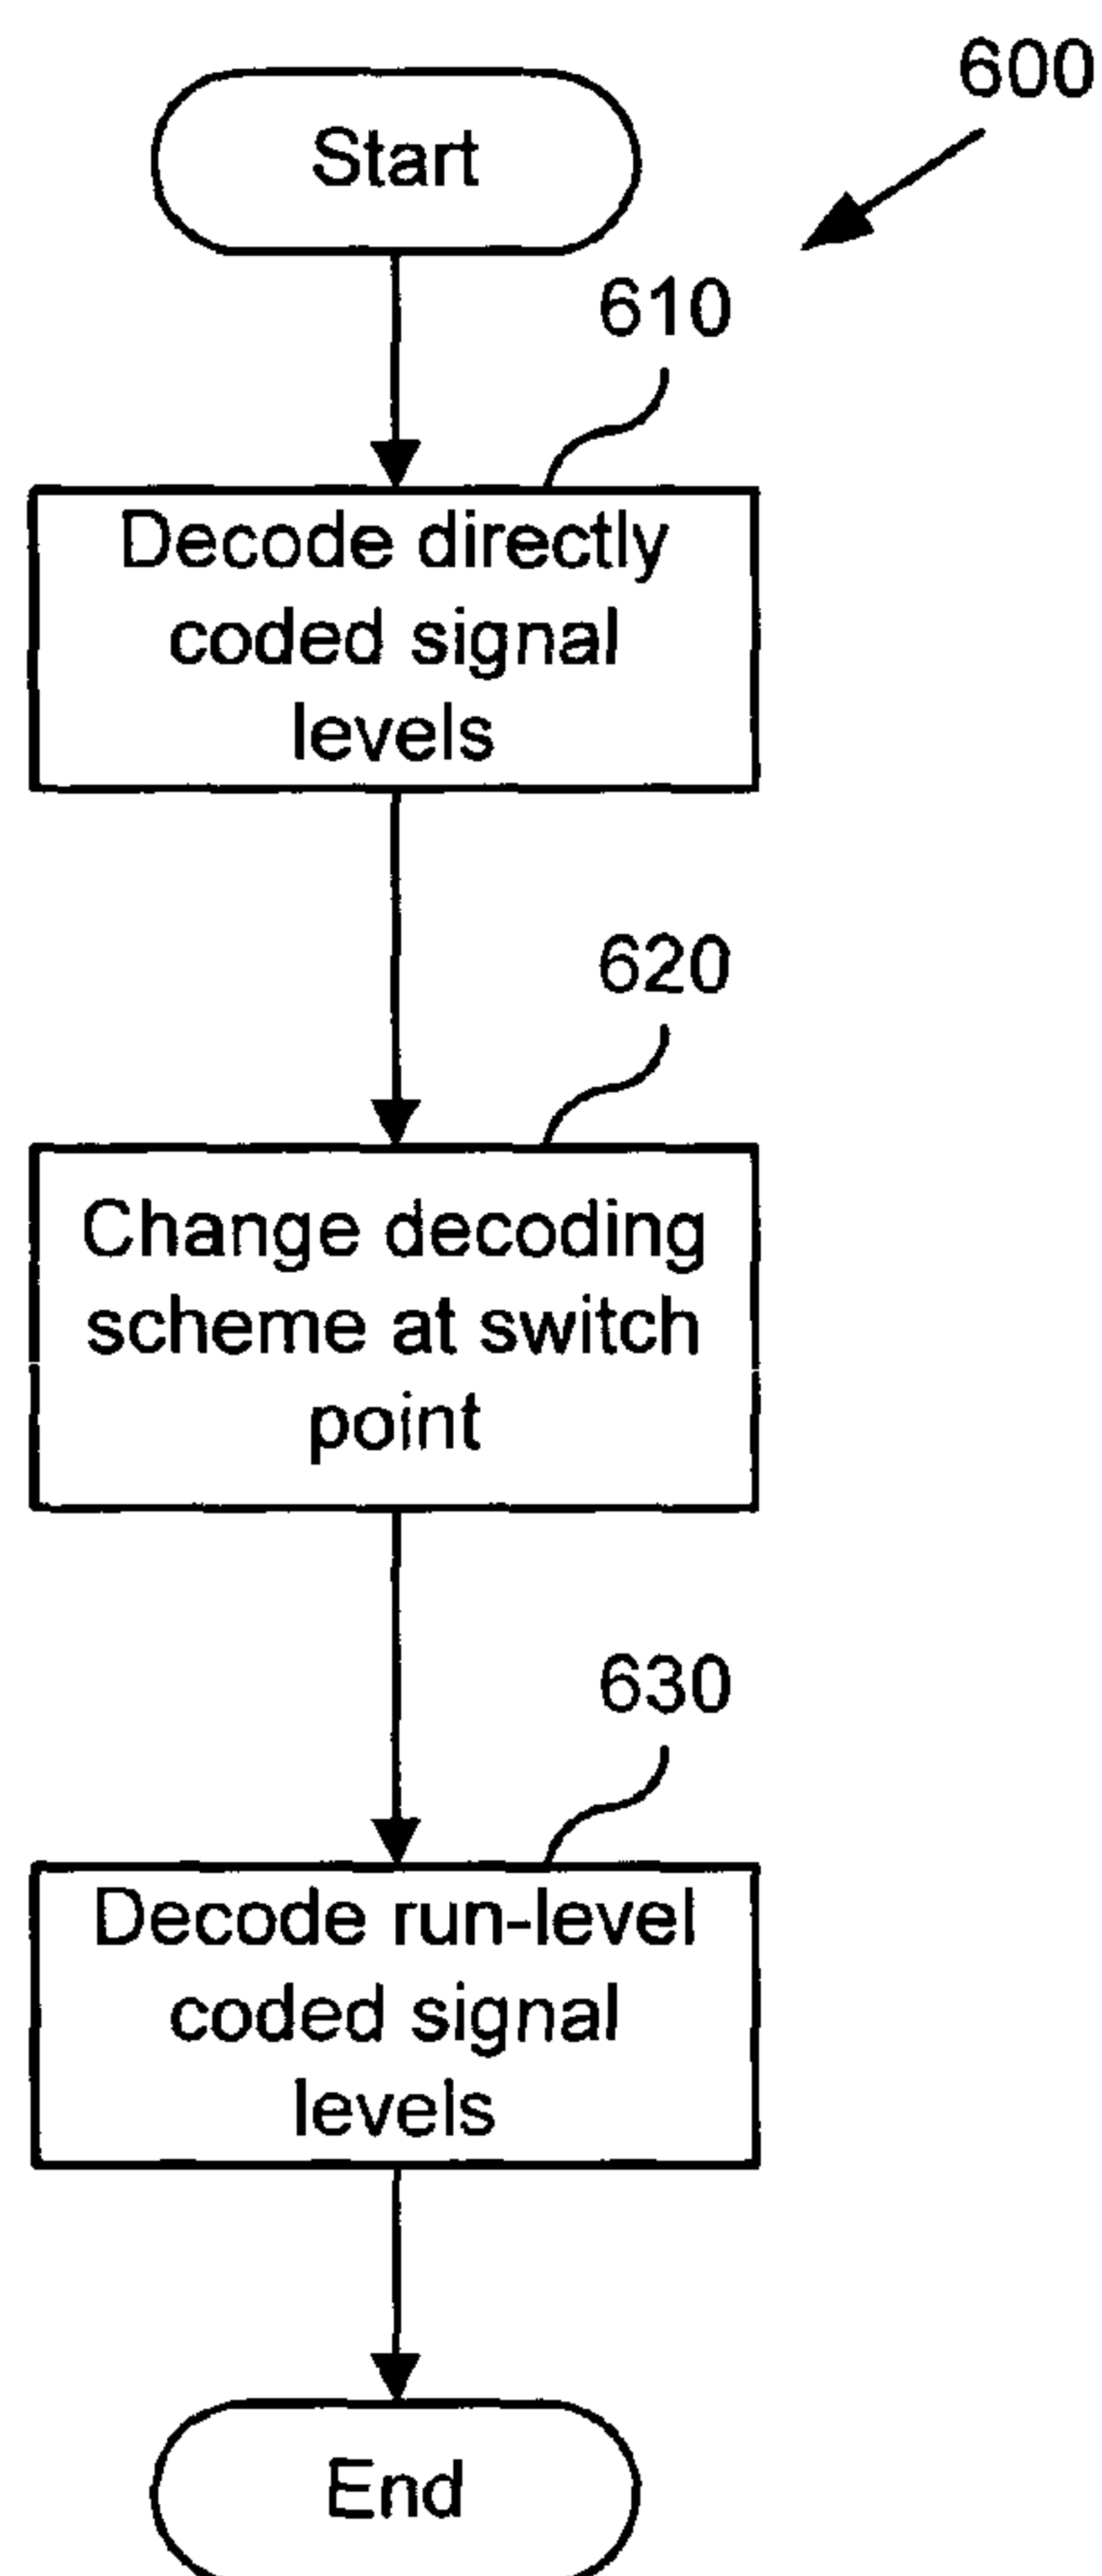 600
Start
610
Decode directly
coded signal
levels
620
Change decoding
scheme at switch
point
630
Decode run-level
coded signal
levels
End